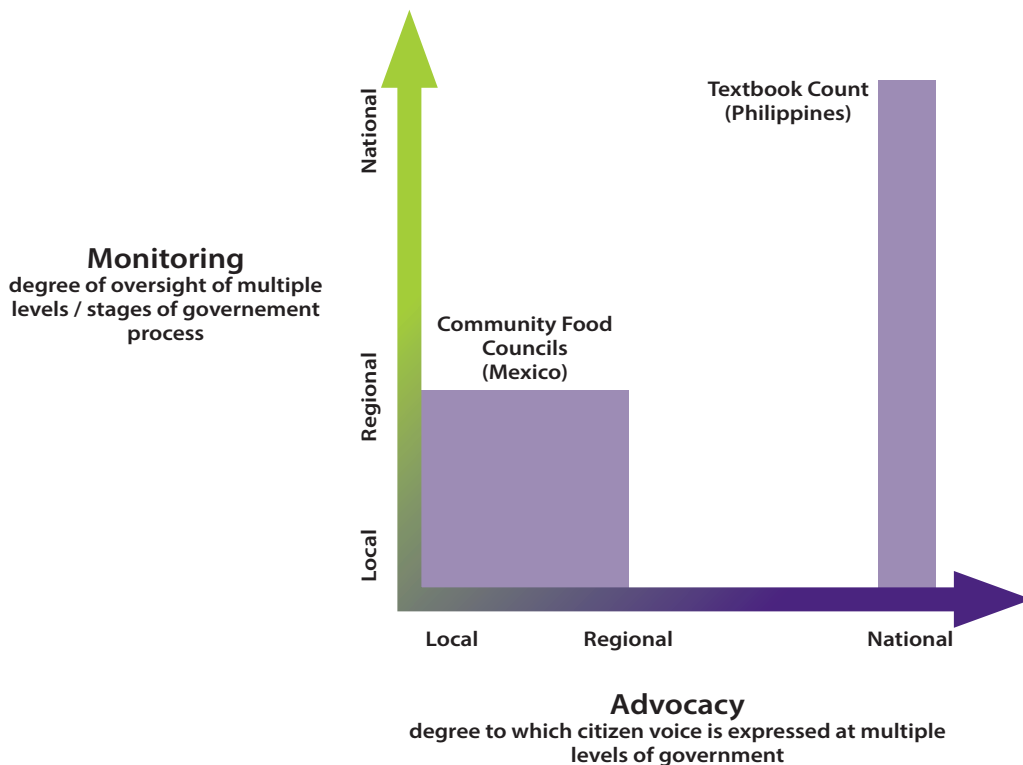 National
Textbook Count
(Philippines)
Monitoring
degree of oversight of multiple
levels / stages of governement
process
Community Food
Councils
(Mexico)
Regional
Local
Local
Regional
National
Advocacy
degree to which citizen voice is expressed at multiple
levels of government